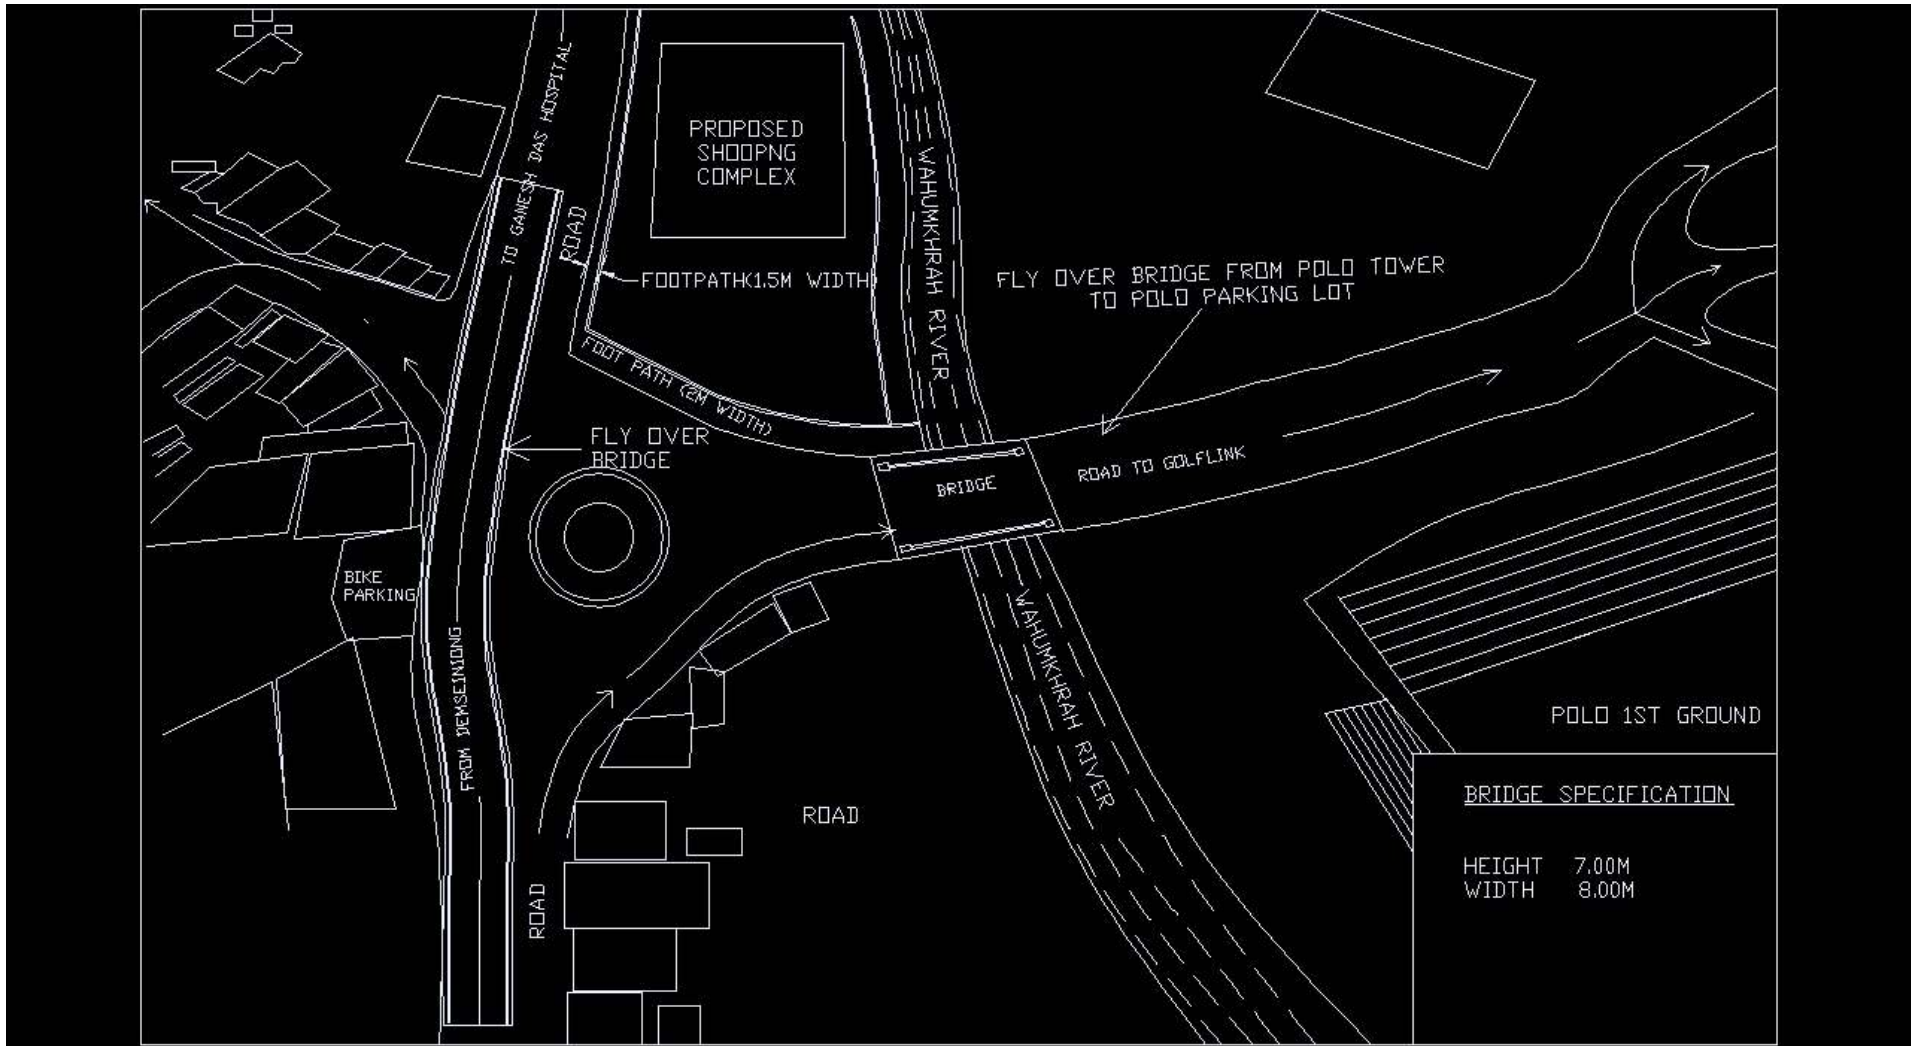 TO GANESH DAS HOSPITAL
PROPOSED
SHOOPNG
COMPLEX
WAHUMKHRAH RIVER
ROAD
FOOTPATH(1.5M WIDTH)
FLY OVER BRIDGE FROM POLO TOWER
TO POLO PARKING LOT
FOOT PATH (2M WIDTH)
FLY OVER
BRIDGE
ROAD TO GOLFLINK
BRIDGE
BIKE
PARKING
FROM DEMSEINIONG
WAHUMKHRAH RIVER
POLO 1ST GROUND
ROAD
ROAD
BRIDGE SPECIFICATION
HEIGHT 7.00M
WIDTH 8.00M